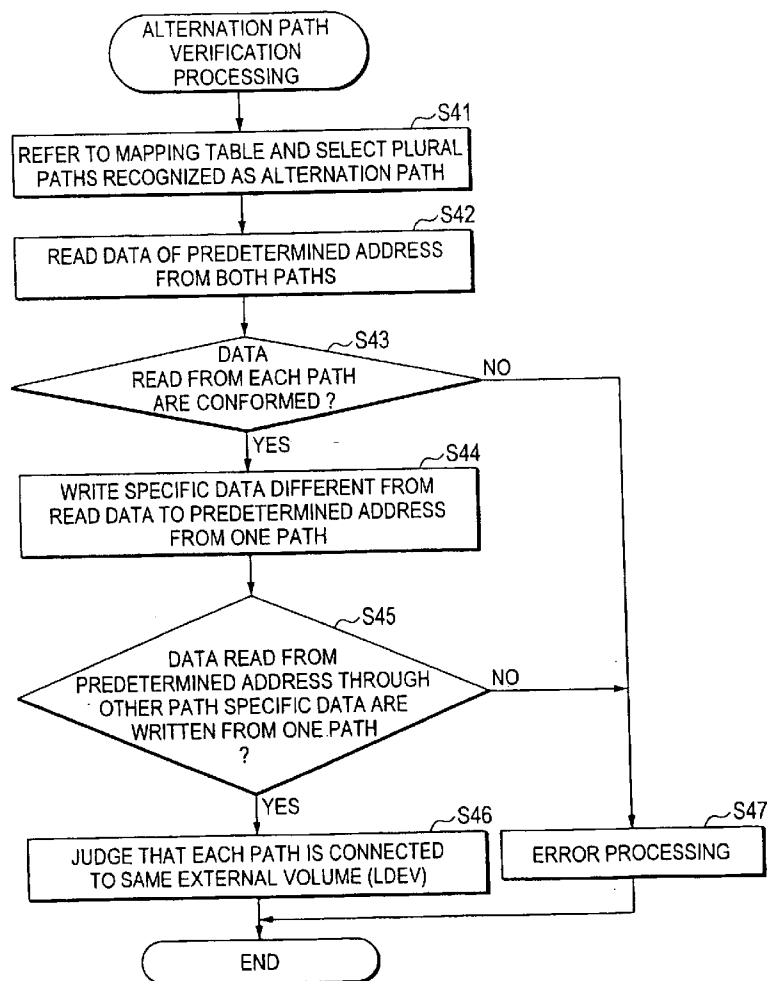 ALTERNATION PATH
VERIFICATION
PROCESSING
S41
REFER TO MAPPING TABLE AND SELECT PLURAL
PATHS RECOGNIZED AS ALTERNATION PATH
S42
READ DATA OF PREDETERMINED ADDRESS
FROM BOTH PATHS
S43
DATA
READ FROM EACH PATH
ARE CONFORMED ?
NO
YES
S44
WRITE SPECIFIC DATA DIFFERENT FROM
READ DATA TO PREDETERMINED ADDRESS
FROM ONE PATH
S45
DATA READ FROM
PREDETERMINED ADDRESS THROUGH
OTHER PATH SPECIFIC DATA ARE
WRITTEN FROM ONE PATH
?
NO
YES
S46
JUDGE THAT EACH PATH IS CONNECTED
TO SAME EXTERNAL VOLUME (LDEV)
S47
ERROR PROCESSING
END